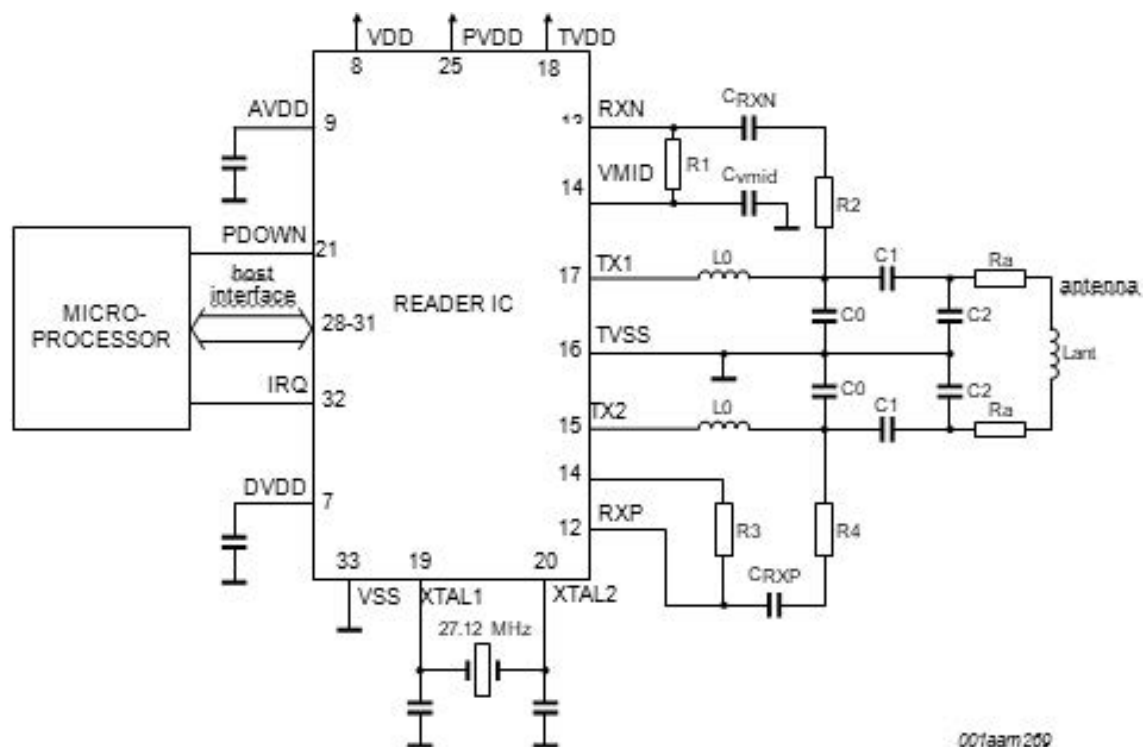 VDD
PVDD
TVDD
8
25
18
AVDD
9
RXN
13
CRXN
R1
VMID
14
Cvmid
R2
PDOWN
21
TX1
17
L0
C1
Ra
antenna
host
interface
READER IC
MICRO-
PROCESSOR
28-31
C0
C2
TVSS
16
Lant
IRQ
32
C0
C2
TX2
15
L0
C1
Ra
14
DVDD
7
RXP
12
R3
R4
33
19
20
CRXP
VSS
XTAL1
XTAL2
27.12 MHz
001aam269